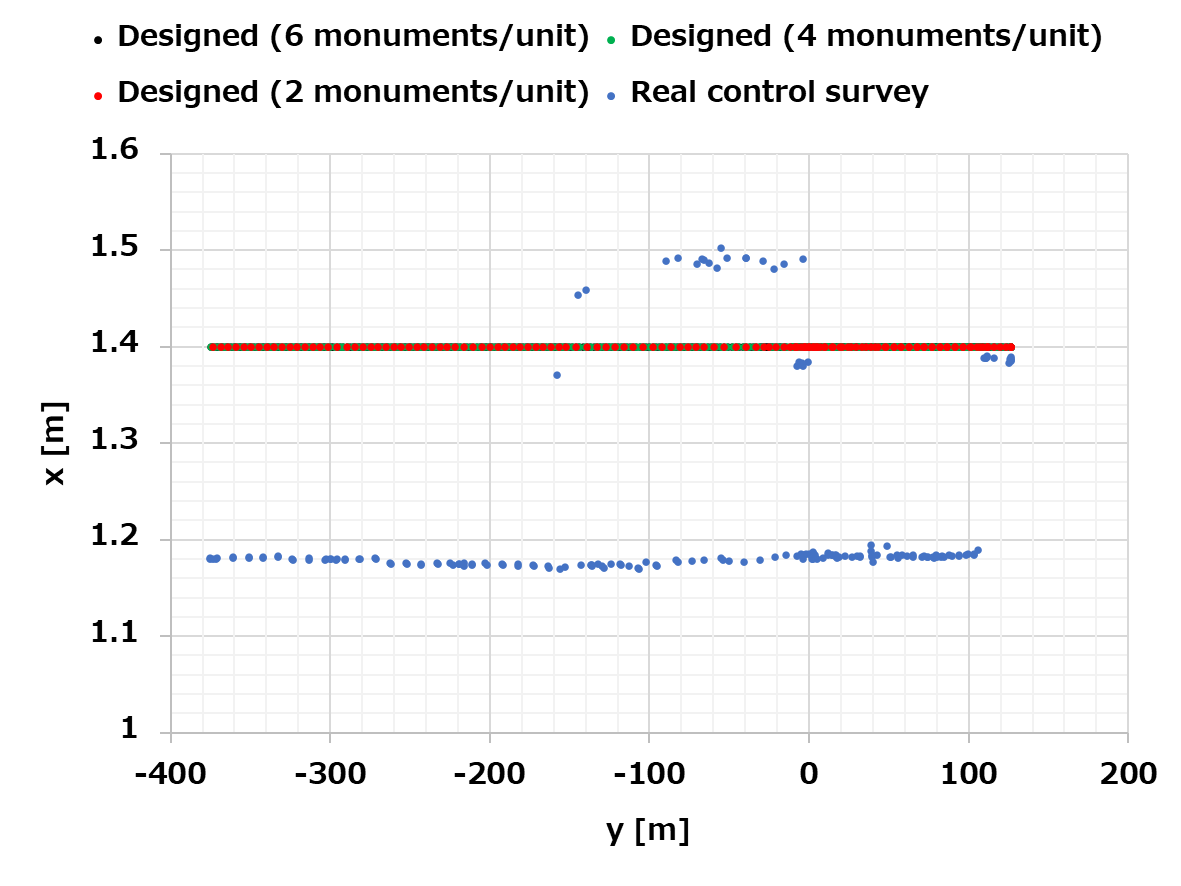 Designed (6 monuments/unit) Designed (4 monuments/unit)
Designed (2 monuments/unit) Real control survey
1.6
1.5
1.4
1.3
1.2
1.1
1
x [m]
-400 -300 -200 -100 0 100 200
y [m]